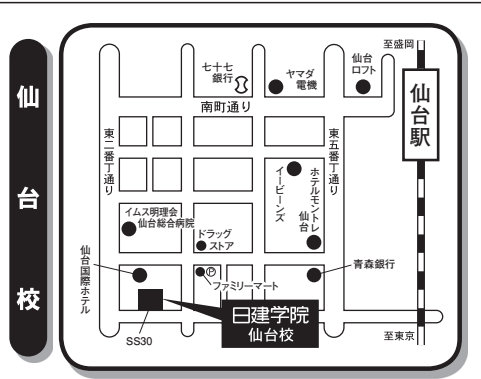 仙台校
至盛岡
仙台
ロフト
七十七
銀行
ヤマダ
電機
南町通り
仙台駅
東二番丁通り
東五番丁通り
イービーンズ
ホテルモントレ
仙台
イムス明理会
仙台総合病院
ドラッグ
ストア
仙台国際ホテル
P
ファミリーマート
青森銀行
日建学院
仙台校
SS30
至東京